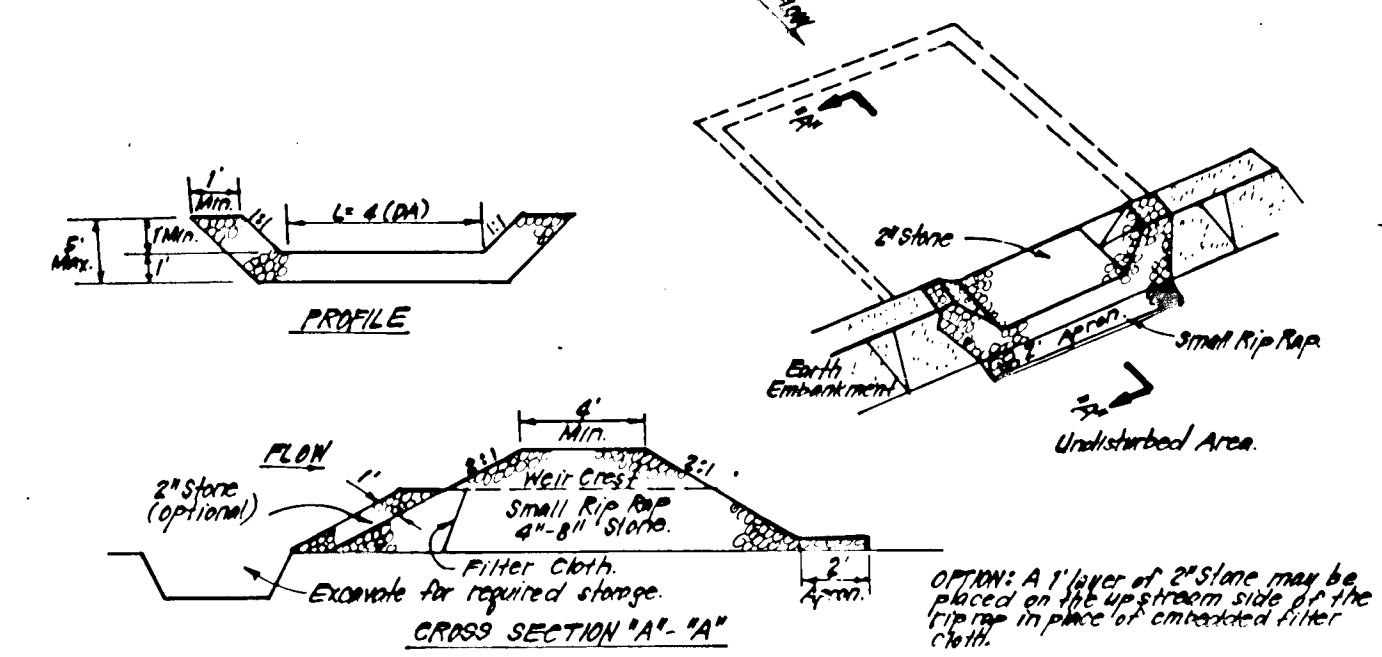 FLOW
1'
Min.
1:1
L= 4 (DA)
1:1
5'
Max.
1' Min.
1'
PROFILE
"A"
2" Stone
2' Apron.
Small Rip Rap.
Earth
Embankment
"A"
Undisturbed Area.
4'
Min.
FLOW
1'
2:1
2:1
2" Stone
(optional)
Weir Crest
Small Rip Rap
4"-8" Stone.
Filter Cloth.
Excavate for required storage.
2'
Apron.
CROSS SECTION "A"- "A"
OPTION: A 1' layer of 2" Stone may be
placed on the upstream side of the
rip rap in place of embedded filter
cloth.